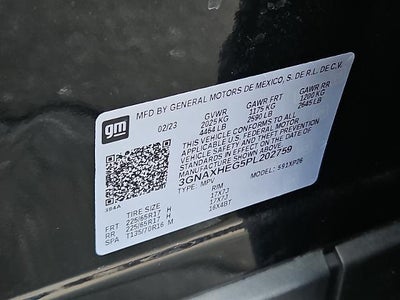 gm
MFD BY GENERAL MOTORS DE MEXICO, S. DE R.L. DE C.V.
02/23 GVWR GAWR FRT GAWR RR
2025 KG 1175 KG 1200 KG
4464 LB 2590 LB 2645 LB
THIS VEHICLE CONFORMS TO ALL
APPLICABLE U.S. FEDERAL MOTOR
VEHICLE SAFETY AND THEFT PREVENTION
STANDARDS IN EFFECT ON THE DATE OF
MANUFACTURE SHOWN ABOVE.
3GNAXHEG5PL202759
TYPE: MPV MODEL:
TIRE SIZE RIM
FRT 225/65R17 H 17X7J
RR 225/65R17 H 17X7J
SPA T135/70R16 M 16X4BT